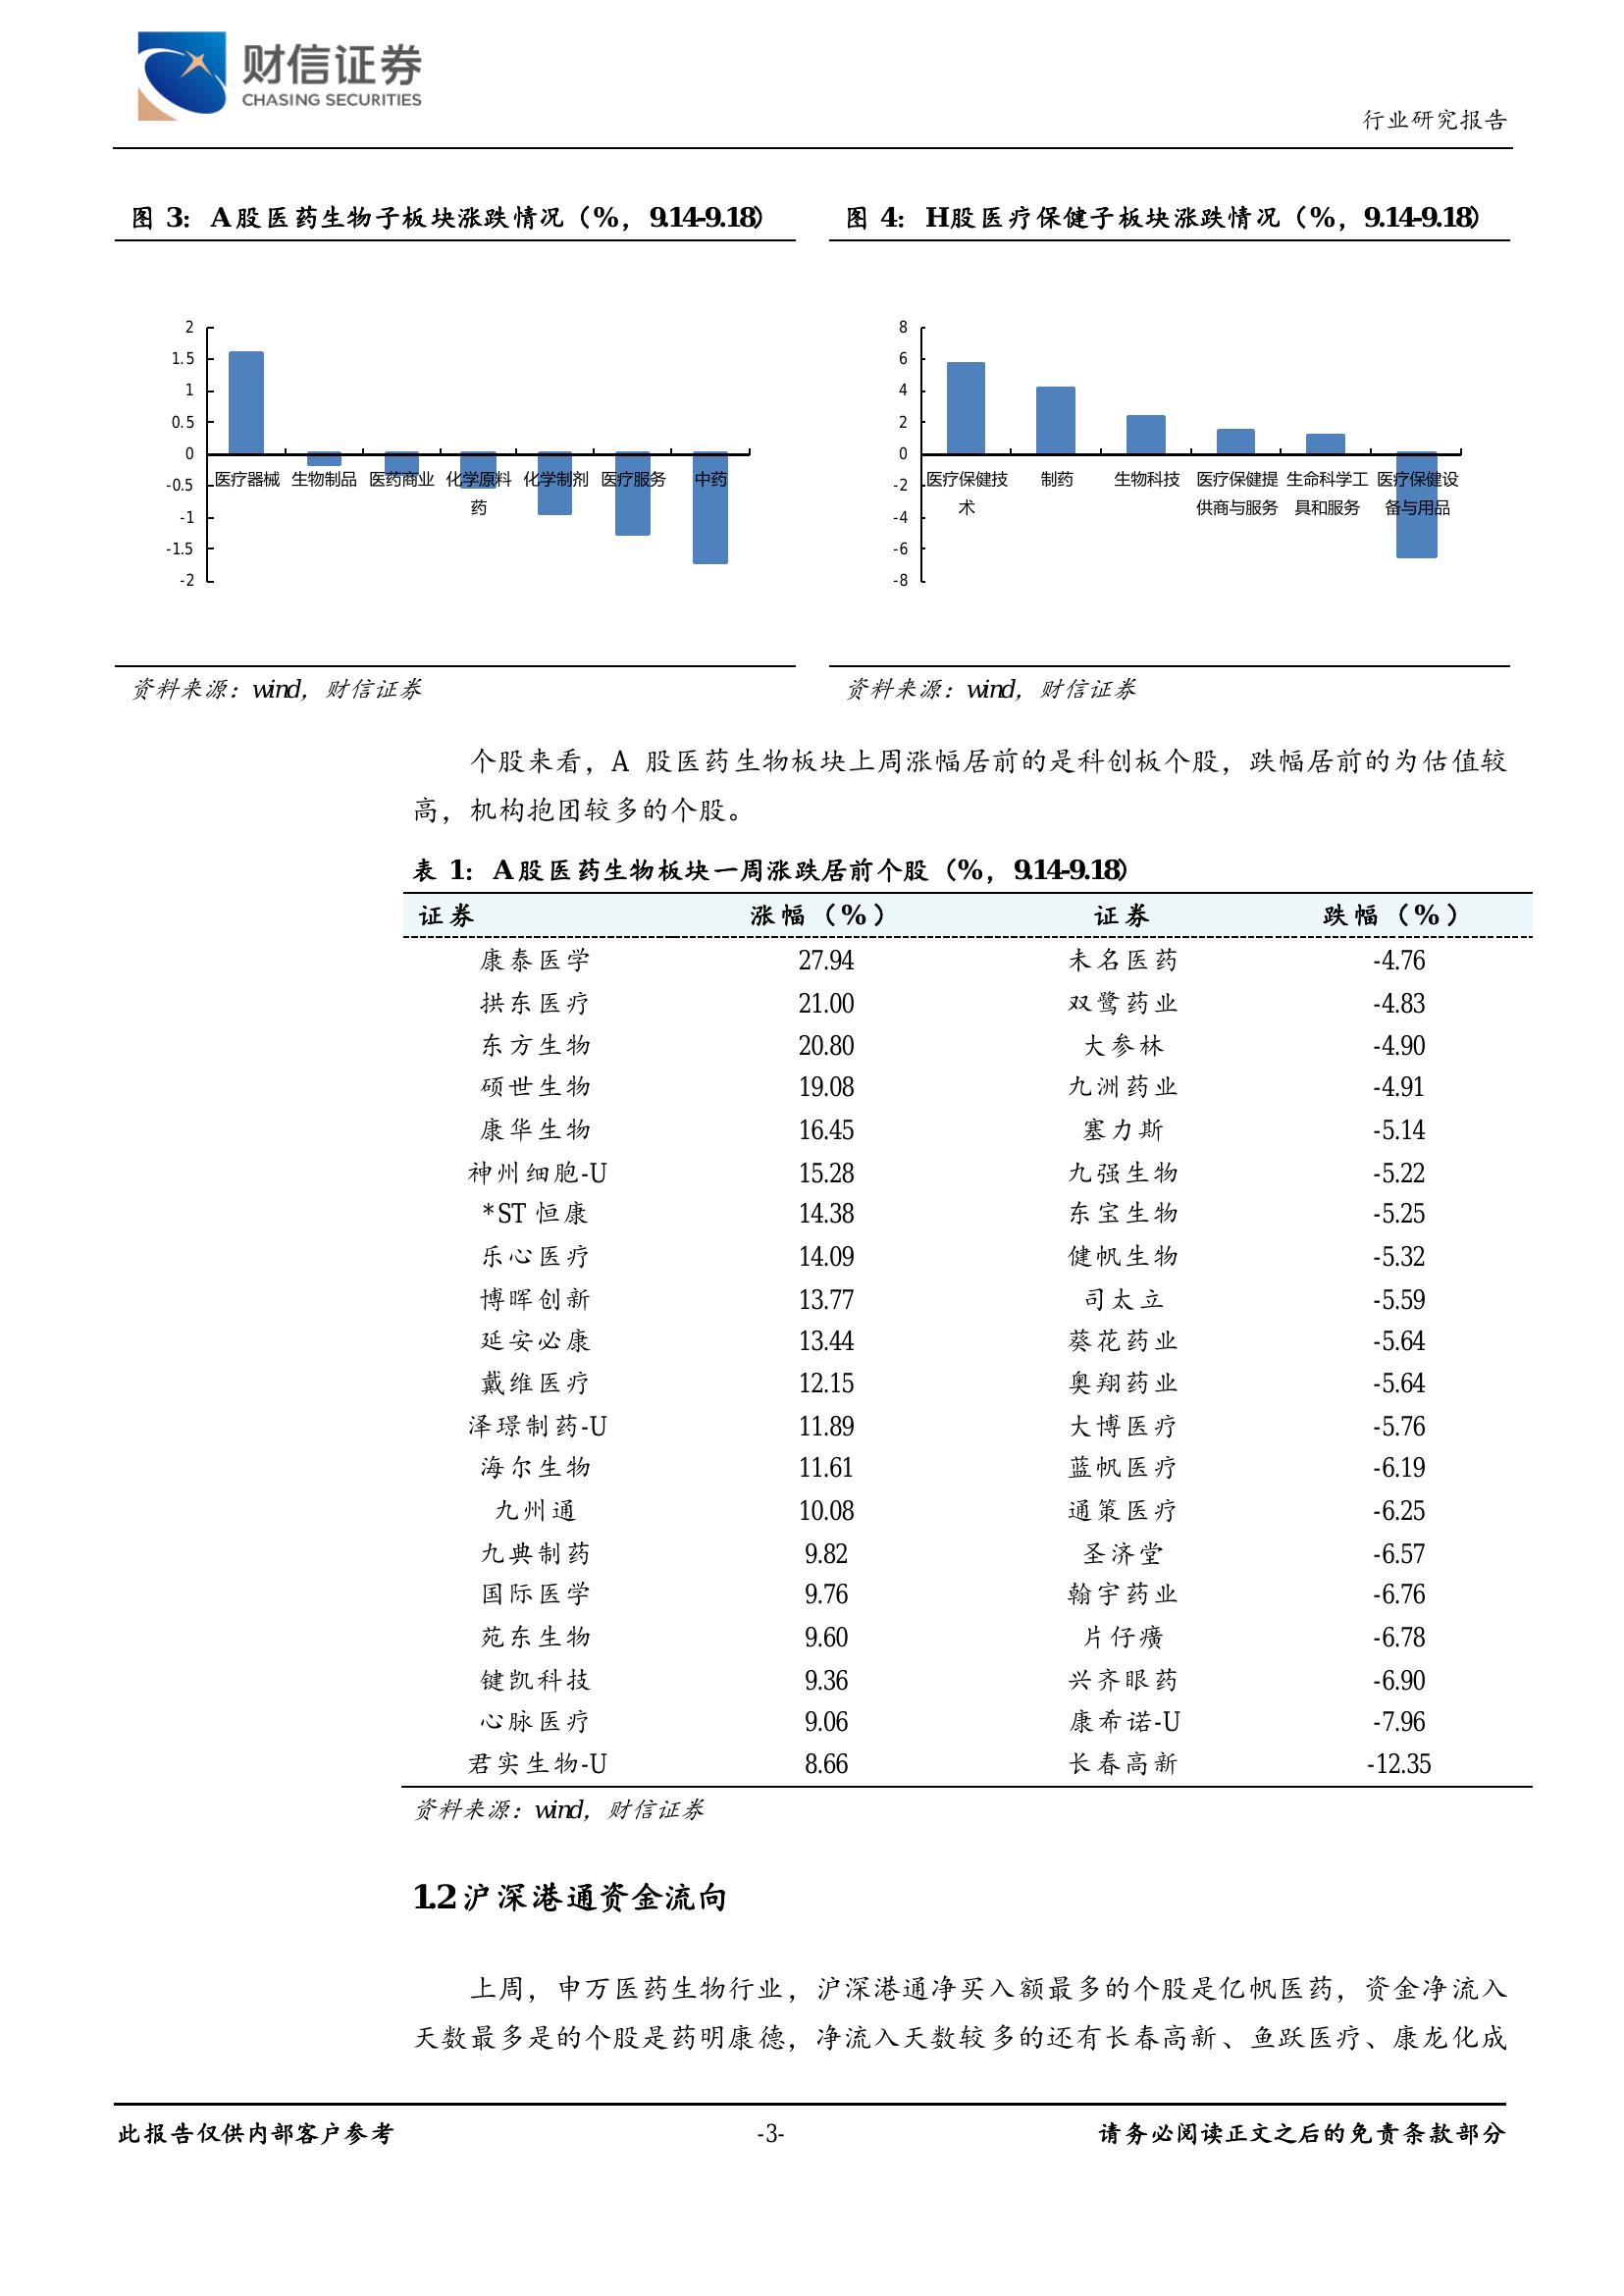 财信证券
CHASING SECURITIES
行业研究报告
图 3：A股医药生物子板块涨跌情况（%，9.14-9.18）
2
1.5
1
0.5
0
-0.5
-1
-1.5
-2
医疗器械 生物制品 医药商业 化学原料 化学制剂 医疗服务 中药
药
资料来源：wind，财信证券
图 4：H股医疗保健子板块涨跌情况（%，9.14-9.18）
8
6
4
2
0
-2
-4
-6
-8
医疗保健技 制药 生物科技 医疗保健提 生命科学工 医疗保健设
术 供商与服务 具和服务 备与用品
资料来源：wind，财信证券
个股来看，A 股医药生物板块上周涨幅居前的是科创板个股，跌幅居前的为估值较
高，机构抱团较多的个股。
表 1：A股医药生物板块一周涨跌居前个股（%，9.14-9.18）
证券 涨幅（%） 证券 跌幅（%）
康泰医学 27.94 未名医药 -4.76
拱东医疗 21.00 双鹭药业 -4.83
东方生物 20.80 大参林 -4.90
硕世生物 19.08 九洲药业 -4.91
康华生物 16.45 塞力斯 -5.14
神州细胞-U 15.28 九强生物 -5.22
*ST 恒康 14.38 东宝生物 -5.25
乐心医疗 14.09 健帆生物 -5.32
博晖创新 13.77 司太立 -5.59
延安必康 13.44 葵花药业 -5.64
戴维医疗 12.15 奥翔药业 -5.64
泽璟制药-U 11.89 大博医疗 -5.76
海尔生物 11.61 蓝帆医疗 -6.19
九州通 10.08 通策医疗 -6.25
九典制药 9.82 圣济堂 -6.57
国际医学 9.76 翰宇药业 -6.76
苑东生物 9.60 片仔癀 -6.78
键凯科技 9.36 兴齐眼药 -6.90
心脉医疗 9.06 康希诺-U -7.96
君实生物-U 8.66 长春高新 -12.35
资料来源：wind，财信证券
1.2沪深港通资金流向
上周，申万医药生物行业，沪深港通净买入额最多的个股是亿帆医药，资金净流入
天数最多是的个股是药明康德，净流入天数较多的还有长春高新、鱼跃医疗、康龙化成
此报告仅供内部客户参考 -3- 请务必阅读正文之后的免责条款部分